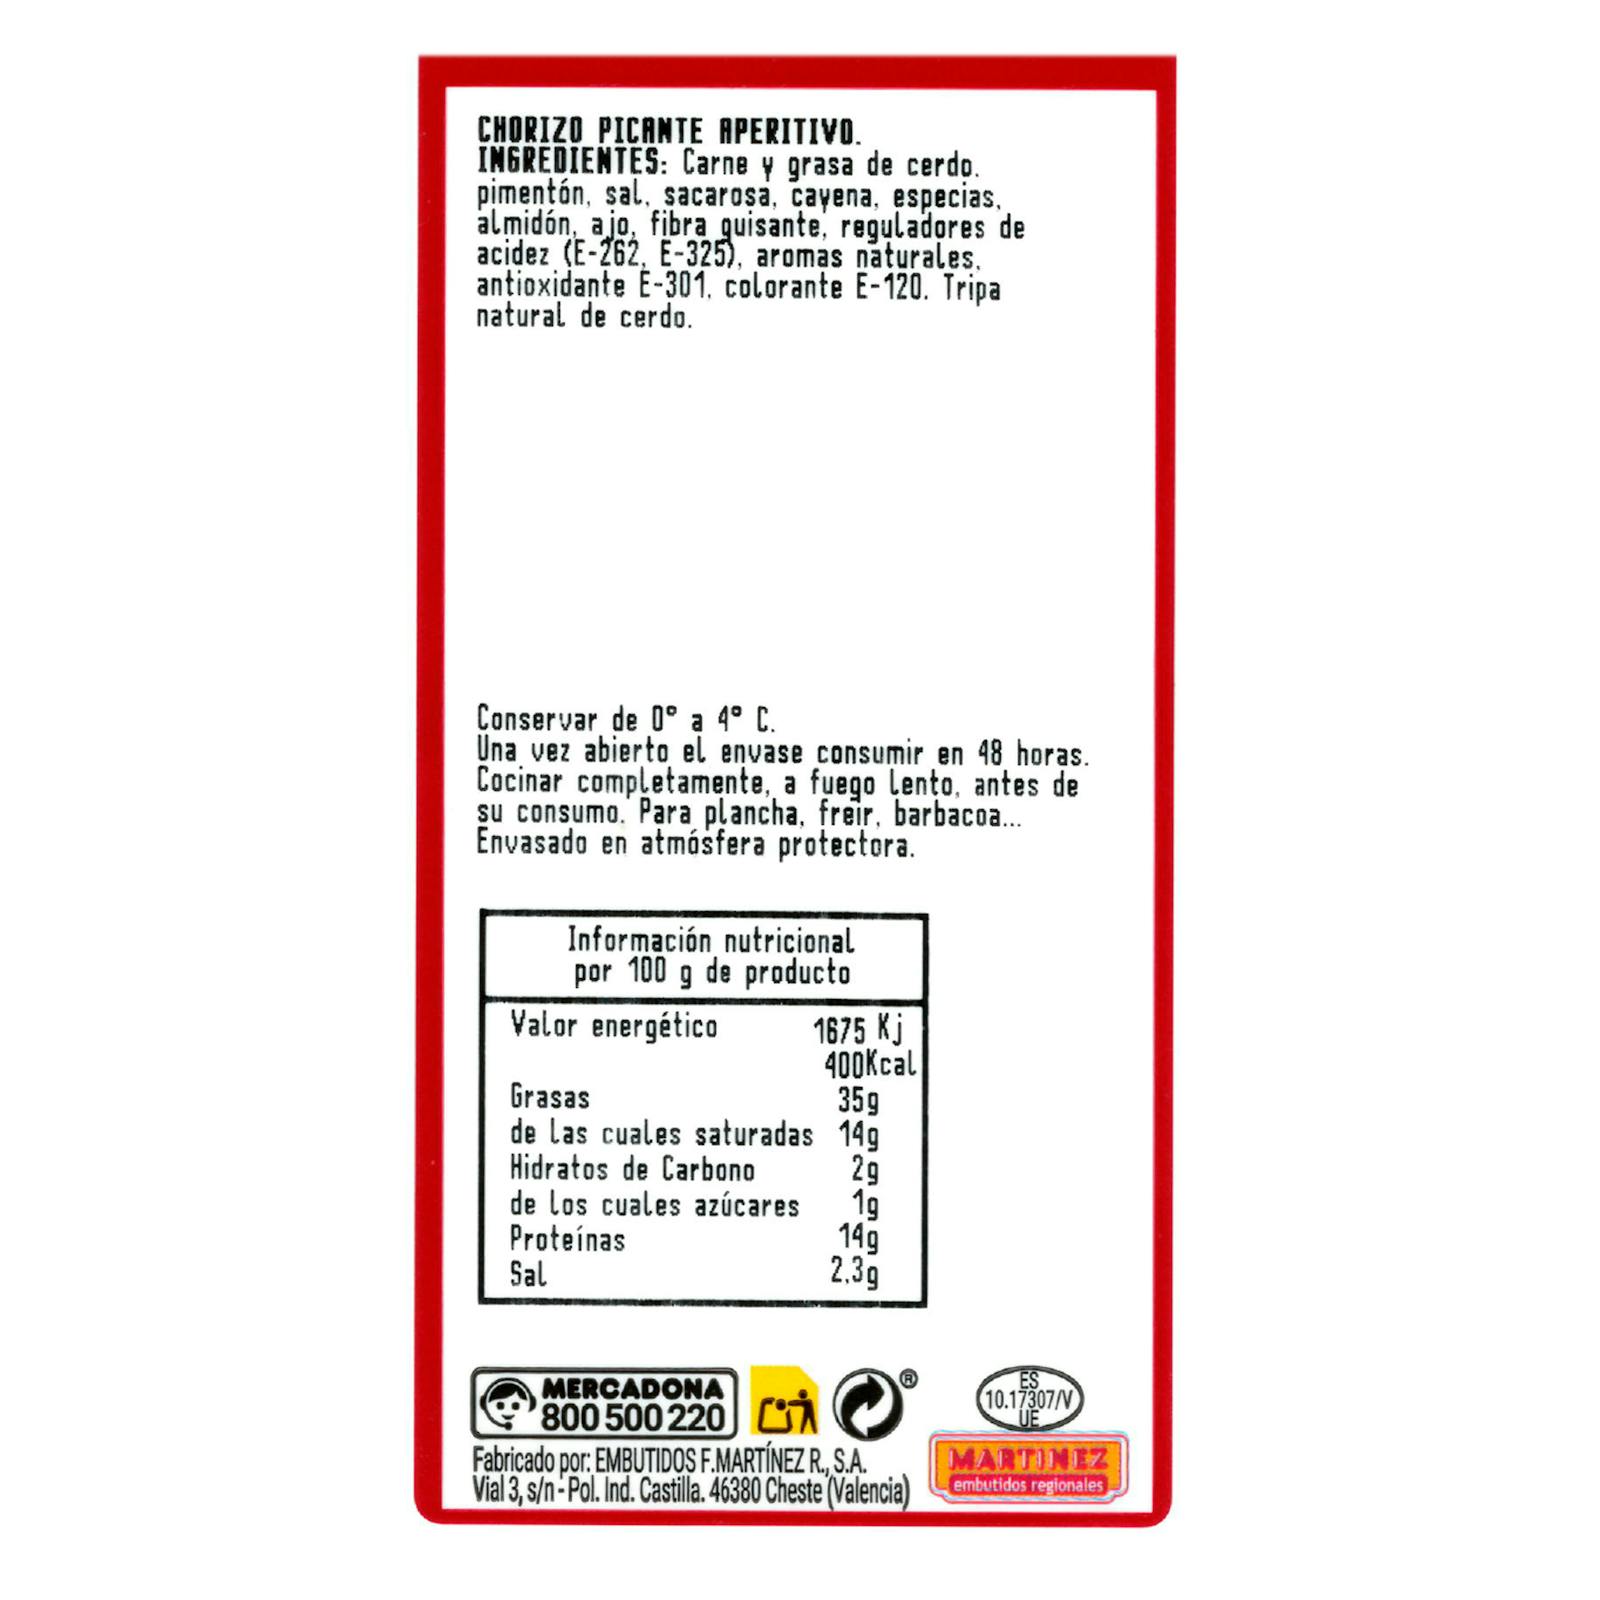 CHORIZO PICANTE APERITIVO.
INGREDIENTES: Carne y grasa de cerdo.
pimentón, sal, sacarosa, cayena, especias,
almidón, ajo, fibra guisante, reguladores de
acidez (E-262, E-325), aromas naturales,
antioxidante E-301, colorante E-120. Tripa
natural de cerdo.
Conservar de 0° a 4° C.
Una vez abierto el envase consumir en 48 horas.
Cocinar completamente, a fuego lento, antes de
su consumo. Para plancha, freír, barbacoa...
Envasado en atmósfera protectora.
Información nutricional
por 100 g de producto
Valor energético 1675 Kj
400Kcal
Grasas 35g
de las cuales saturadas 14g
Hidratos de Carbono 2g
de los cuales azúcares 1g
Proteínas 14g
Sal 2,3g
MERCADONA
800 500 220
®
ES
10.17307/V
UE
Fabricado por: EMBUTIDOS F.MARTÍNEZ R., S.A.
Vial 3, s/n - Pol. Ind. Castilla. 46380 Cheste (Valencia)
MARTINEZ
embutidos regionales